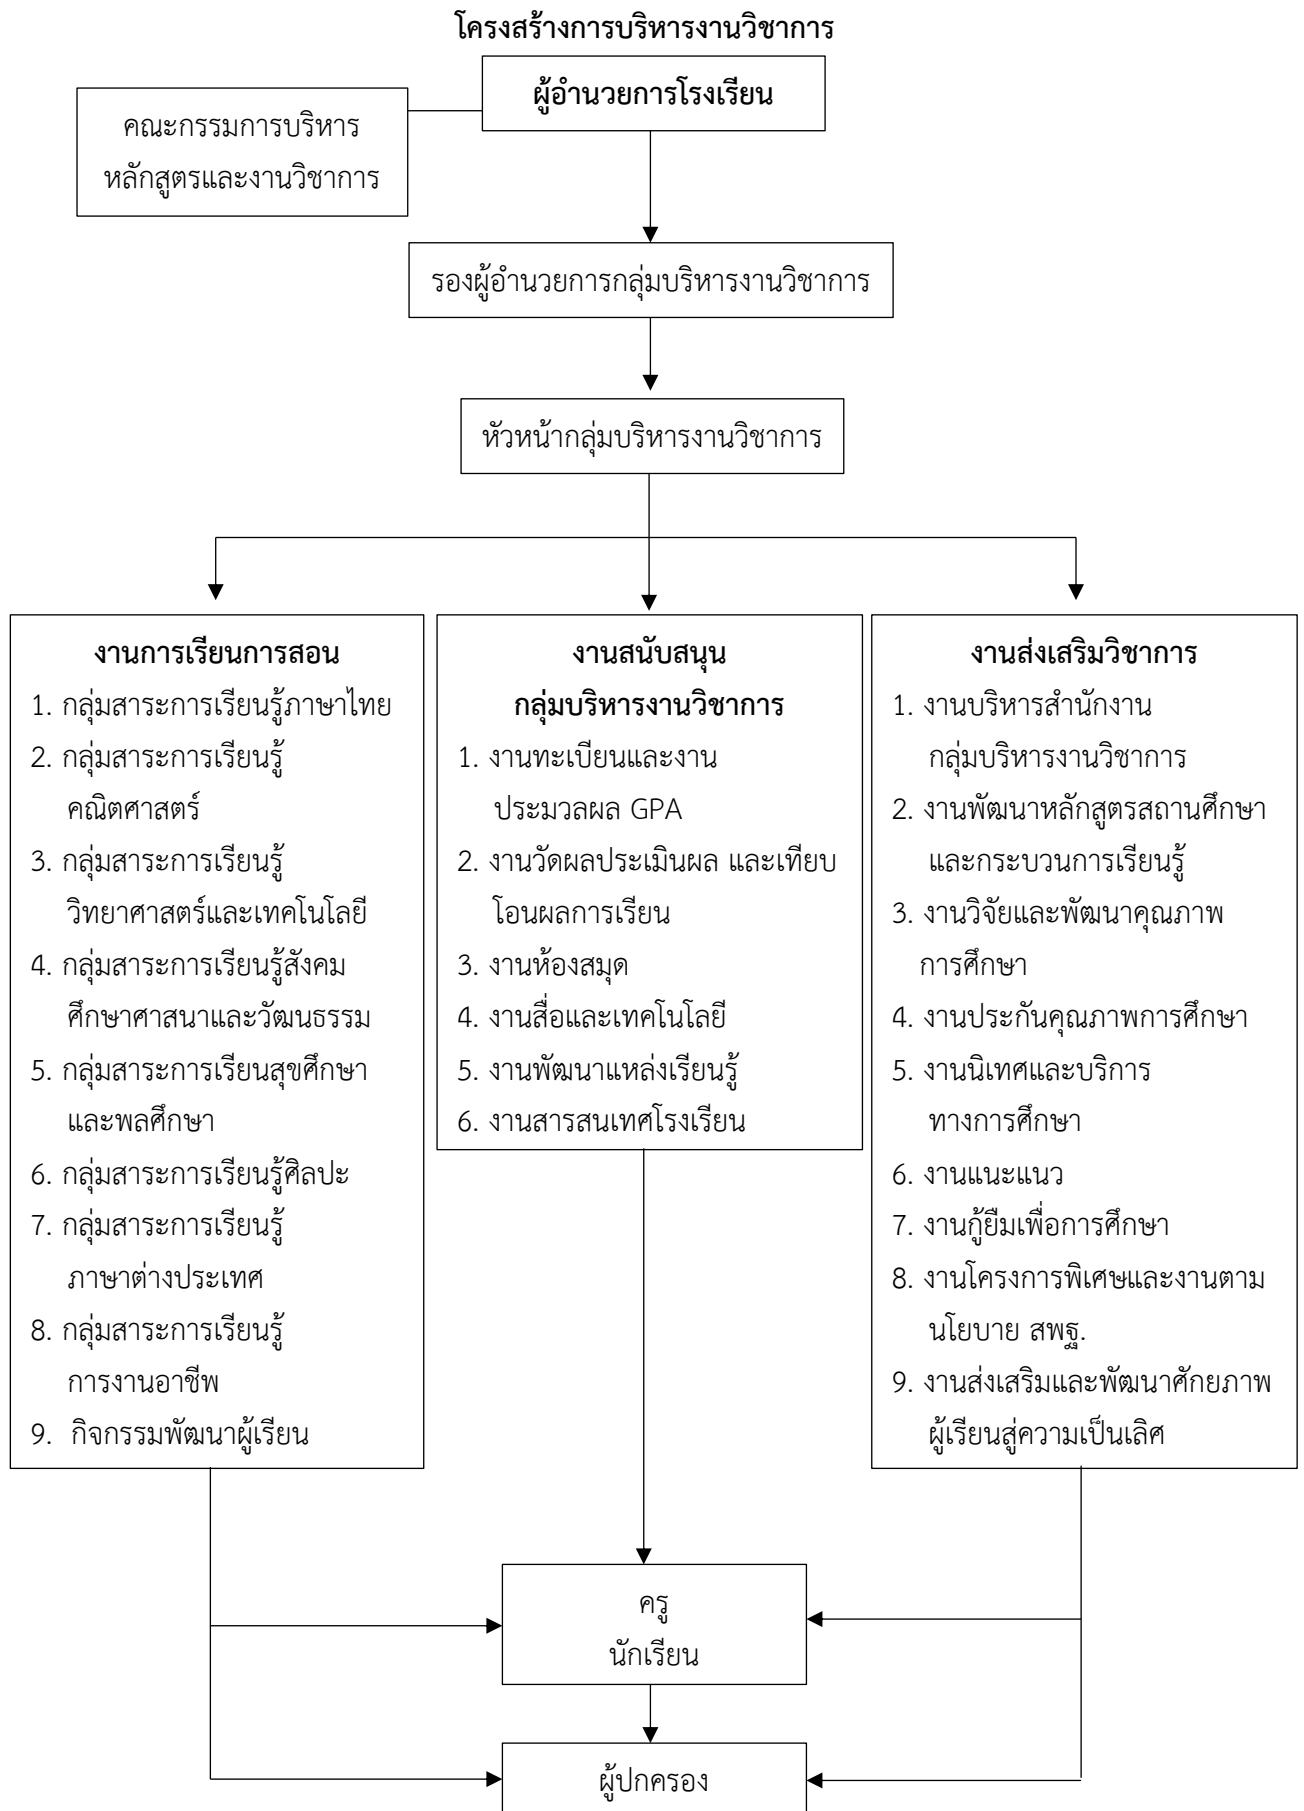 โครงสร้างการบริหารงานวิชาการ
ผู้อำนวยการโรงเรียน
คณะกรรมการบริหาร
หลักสูตรและงานวิชาการ
รองผู้อำนวยการกลุ่มบริหารงานวิชาการ
หัวหน้ากลุ่มบริหารงานวิชาการ
งานการเรียนการสอน
1. กลุ่มสาระการเรียนรู้ภาษาไทย
2. กลุ่มสาระการเรียนรู้
คณิตศาสตร์
3. กลุ่มสาระการเรียนรู้
วิทยาศาสตร์และเทคโนโลยี
4. กลุ่มสาระการเรียนรู้สังคม
ศึกษาศาสนาและวัฒนธรรม
5. กลุ่มสาระการเรียนสุขศึกษา
และพลศึกษา
6. กลุ่มสาระการเรียนรู้ศิลปะ
7. กลุ่มสาระการเรียนรู้
ภาษาต่างประเทศ
8. กลุ่มสาระการเรียนรู้
การงานอาชีพ
9. กิจกรรมพัฒนาผู้เรียน
งานสนับสนุน
กลุ่มบริหารงานวิชาการ
1. งานทะเบียนและงาน
ประมวลผล GPA
2. งานวัดผลประเมินผล และเทียบ
โอนผลการเรียน
3. งานห้องสมุด
4. งานสื่อและเทคโนโลยี
5. งานพัฒนาแหล่งเรียนรู้
6. งานสารสนเทศโรงเรียน
งานส่งเสริมวิชาการ
1. งานบริหารสำนักงาน
กลุ่มบริหารงานวิชาการ
2. งานพัฒนาหลักสูตรสถานศึกษา
และกระบวนการเรียนรู้
3. งานวิจัยและพัฒนาคุณภาพ
การศึกษา
4. งานประกันคุณภาพการศึกษา
5. งานนิเทศและบริการ
ทางการศึกษา
6. งานแนะแนว
7. งานกู้ยืมเพื่อการศึกษา
8. งานโครงการพิเศษและงานตาม
นโยบาย สพฐ.
9. งานส่งเสริมและพัฒนาศักยภาพ
ผู้เรียนสู่ความเป็นเลิศ
ครู
นักเรียน
ผู้ปกครอง